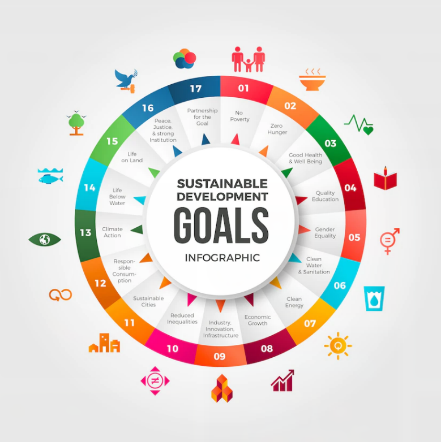 SUSTAINABLE
DEVELOPMENT
GOALS
INFOGRAPHIC
01
No
Poverty
02
Zero
Hunger
03
Good Health
& Well Being
04
Quality
Education
05
Gender
Equality
06
Clean
Water
& Sanitation
07
Clean
Energy
08
Economic
Growth
09
Industry,
Innovation,
Infrastructure
10
Reduced
Inequalities
11
Sustainable
Cities
12
Respon-
sible
Consum-
ption
13
Climate
Action
14
Life
Below
Water
15
Life
on Land
16
Peace,
Justice,
& strong
Institution
17
Partnership
for the
Goal